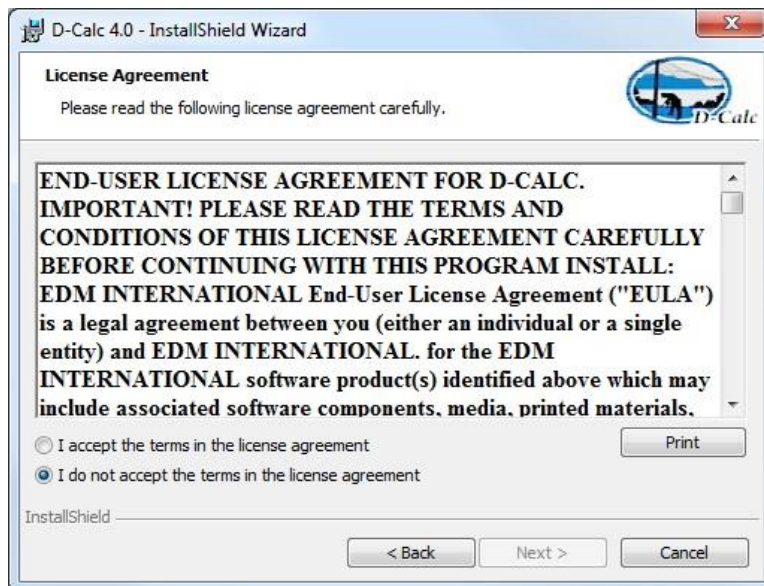 D-Calc 4.0 - InstallShield Wizard
License Agreement
Please read the following license agreement carefully.
D-Calc
END-USER LICENSE AGREEMENT FOR D-CALC.
IMPORTANT! PLEASE READ THE TERMS AND
CONDITIONS OF THIS LICENSE AGREEMENT CAREFULLY
BEFORE CONTINUING WITH THIS PROGRAM INSTALL:
EDM INTERNATIONAL End-User License Agreement ("EULA")
is a legal agreement between you (either an individual or a single
entity) and EDM INTERNATIONAL. for the EDM
INTERNATIONAL software product(s) identified above which may
include associated software components, media, printed materials,
I accept the terms in the license agreement
Print
I do not accept the terms in the license agreement
InstallShield
< Back
Next >
Cancel